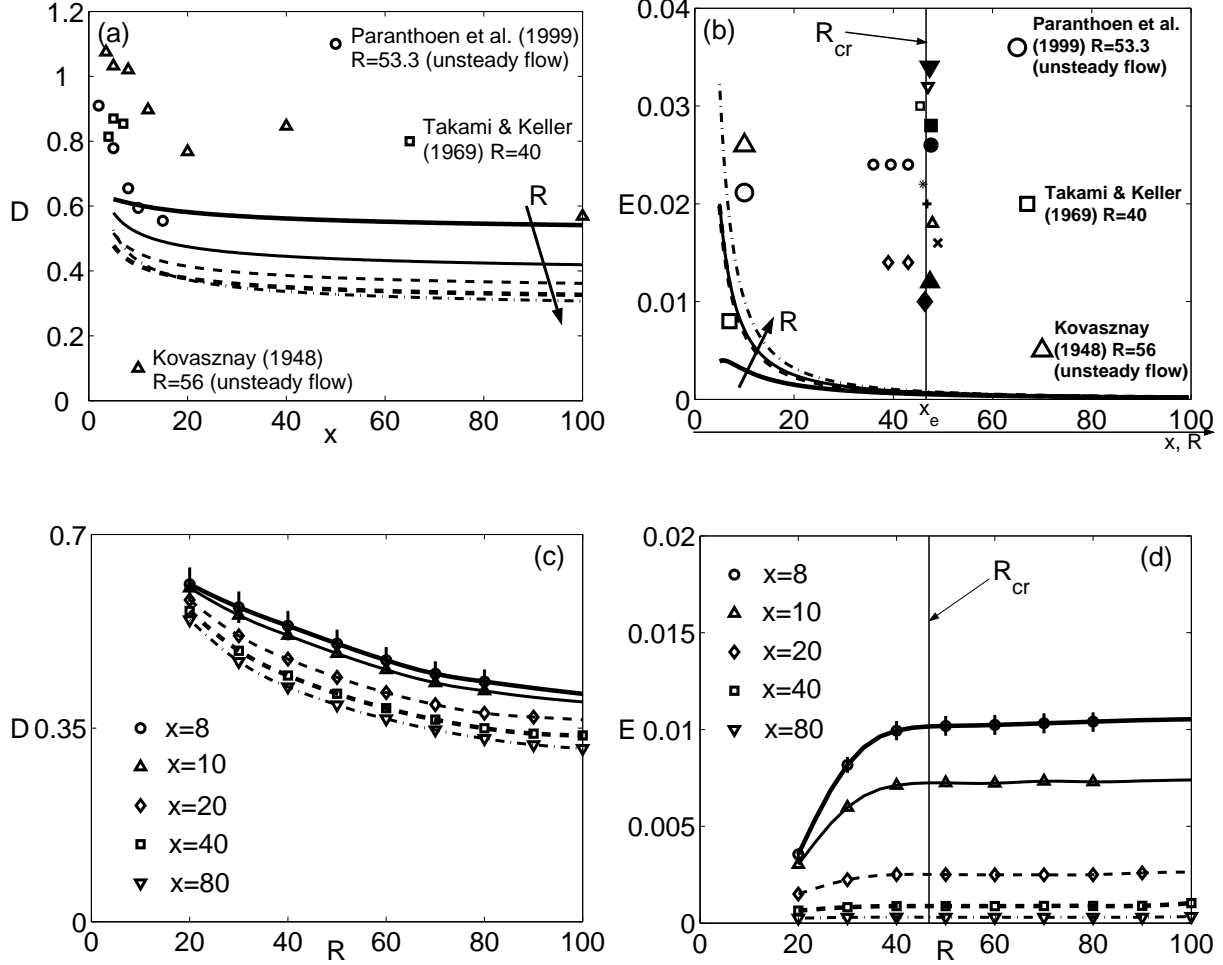 (a)
1.2
1
0.8
0.6
0.4
0.2
0
D
0
20
40
60
80
100
x
Paranthoen et al. (1999)
R=53.3 (unsteady flow)
Takami & Keller
(1969) R=40
R
Kovasznay (1948)
R=56 (unsteady flow)
(b)
0.04
0.03
0.02
0.01
0
E
0
20
40
60
80
100
x_e
x, R
R_cr
Paranthoen et al.
(1999) R=53.3
(unsteady flow)
Takami & Keller
(1969) R=40
Kovasznay
(1948) R=56
(unsteady flow)
R
(c)
0.7
0.35
0
D
0
20
40
60
80
100
R
x=8
x=10
x=20
x=40
x=80
(d)
0.02
0.015
0.01
0.005
0
E
0
20
40
60
80
100
R
R_cr
x=8
x=10
x=20
x=40
x=80